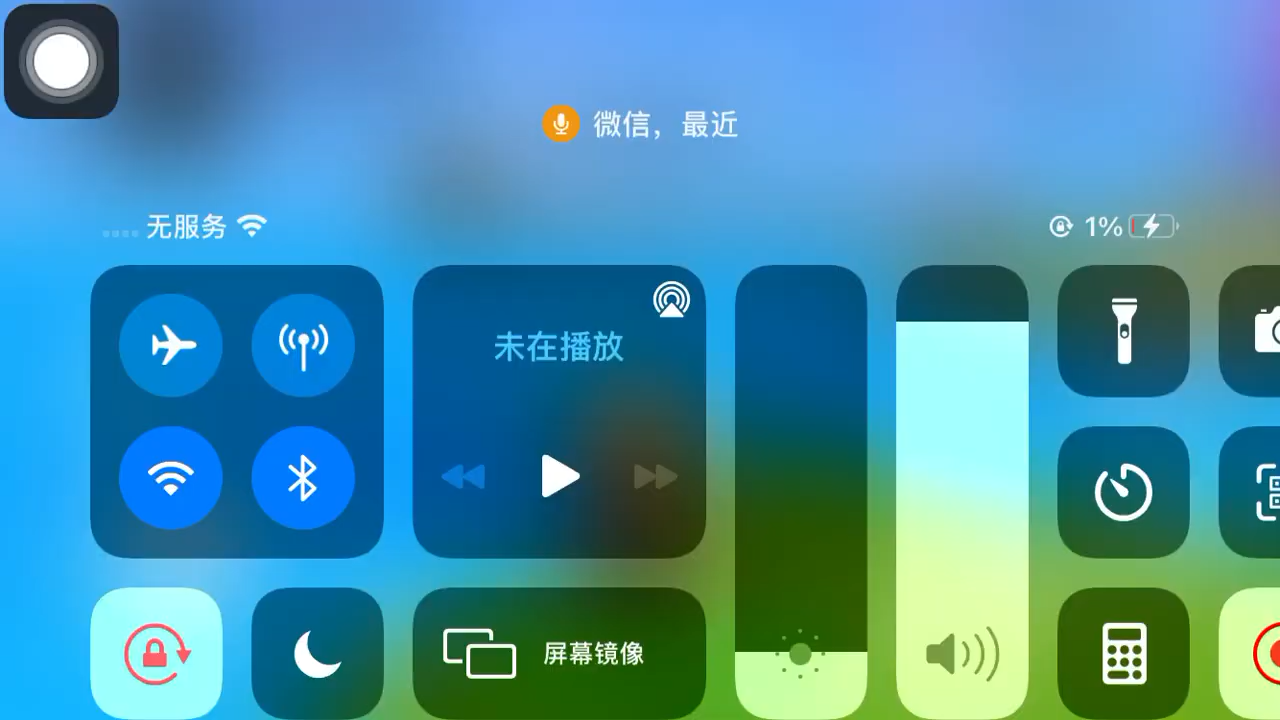 微信，最近
无服务
1%
未在播放
屏幕镜像